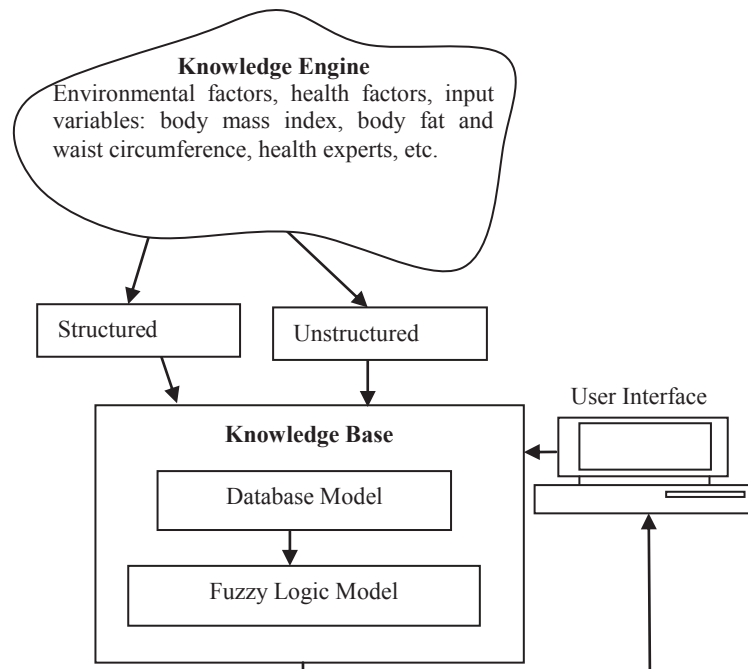 Knowledge Engine
Environmental factors, health factors, input
variables: body mass index, body fat and
waist circumference, health experts, etc.
Structured
Unstructured
User Interface
Knowledge Base
Database Model
Fuzzy Logic Model